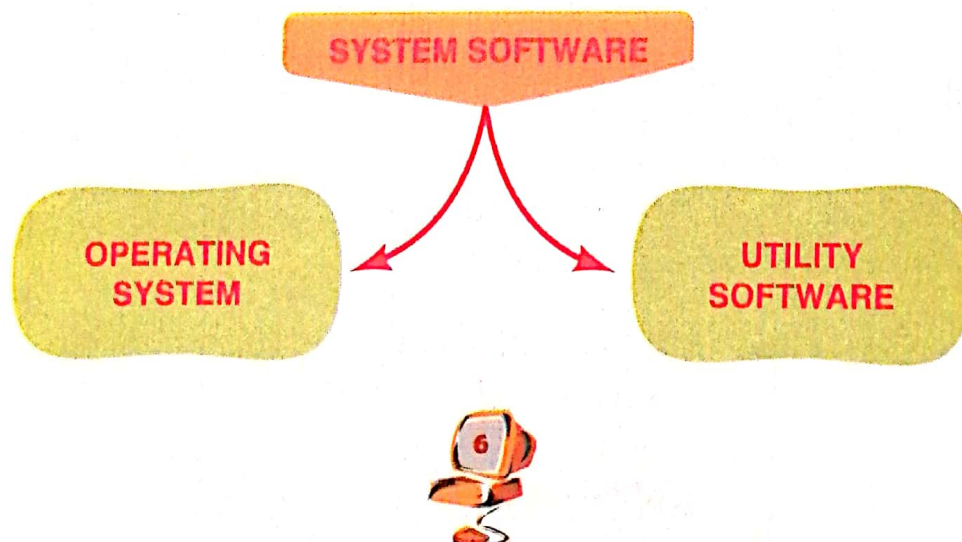 SYSTEM SOFTWARE
OPERATING
SYSTEM
UTILITY
SOFTWARE
6